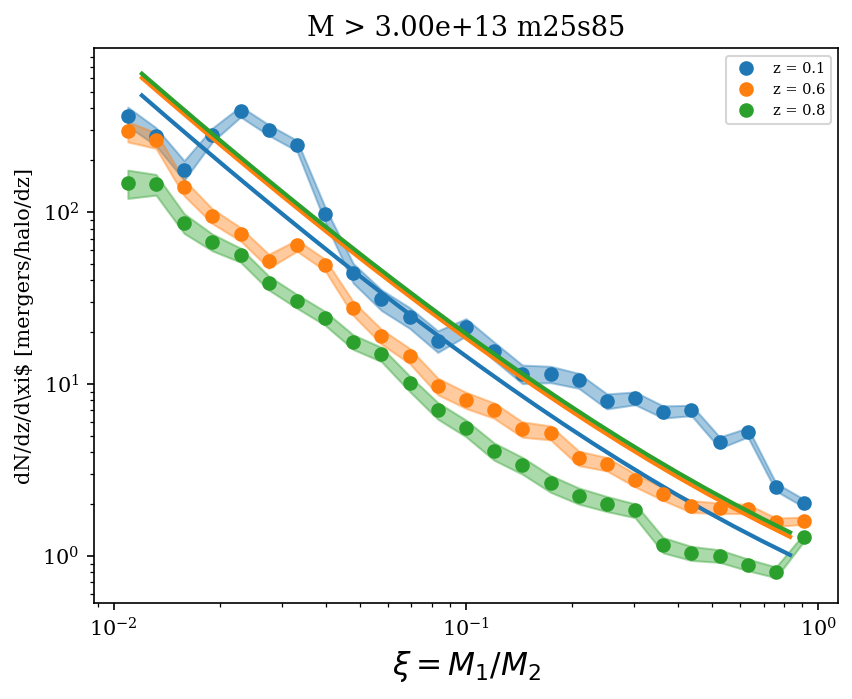 M > 3.00e+13 m25s85
z = 0.1
z = 0.6
z = 0.8
dN/dz/d\xi$ [mergers/halo/dz]
10²
10¹
10⁰
10⁻²
10⁻¹
10⁰
ξ = M₁/M₂